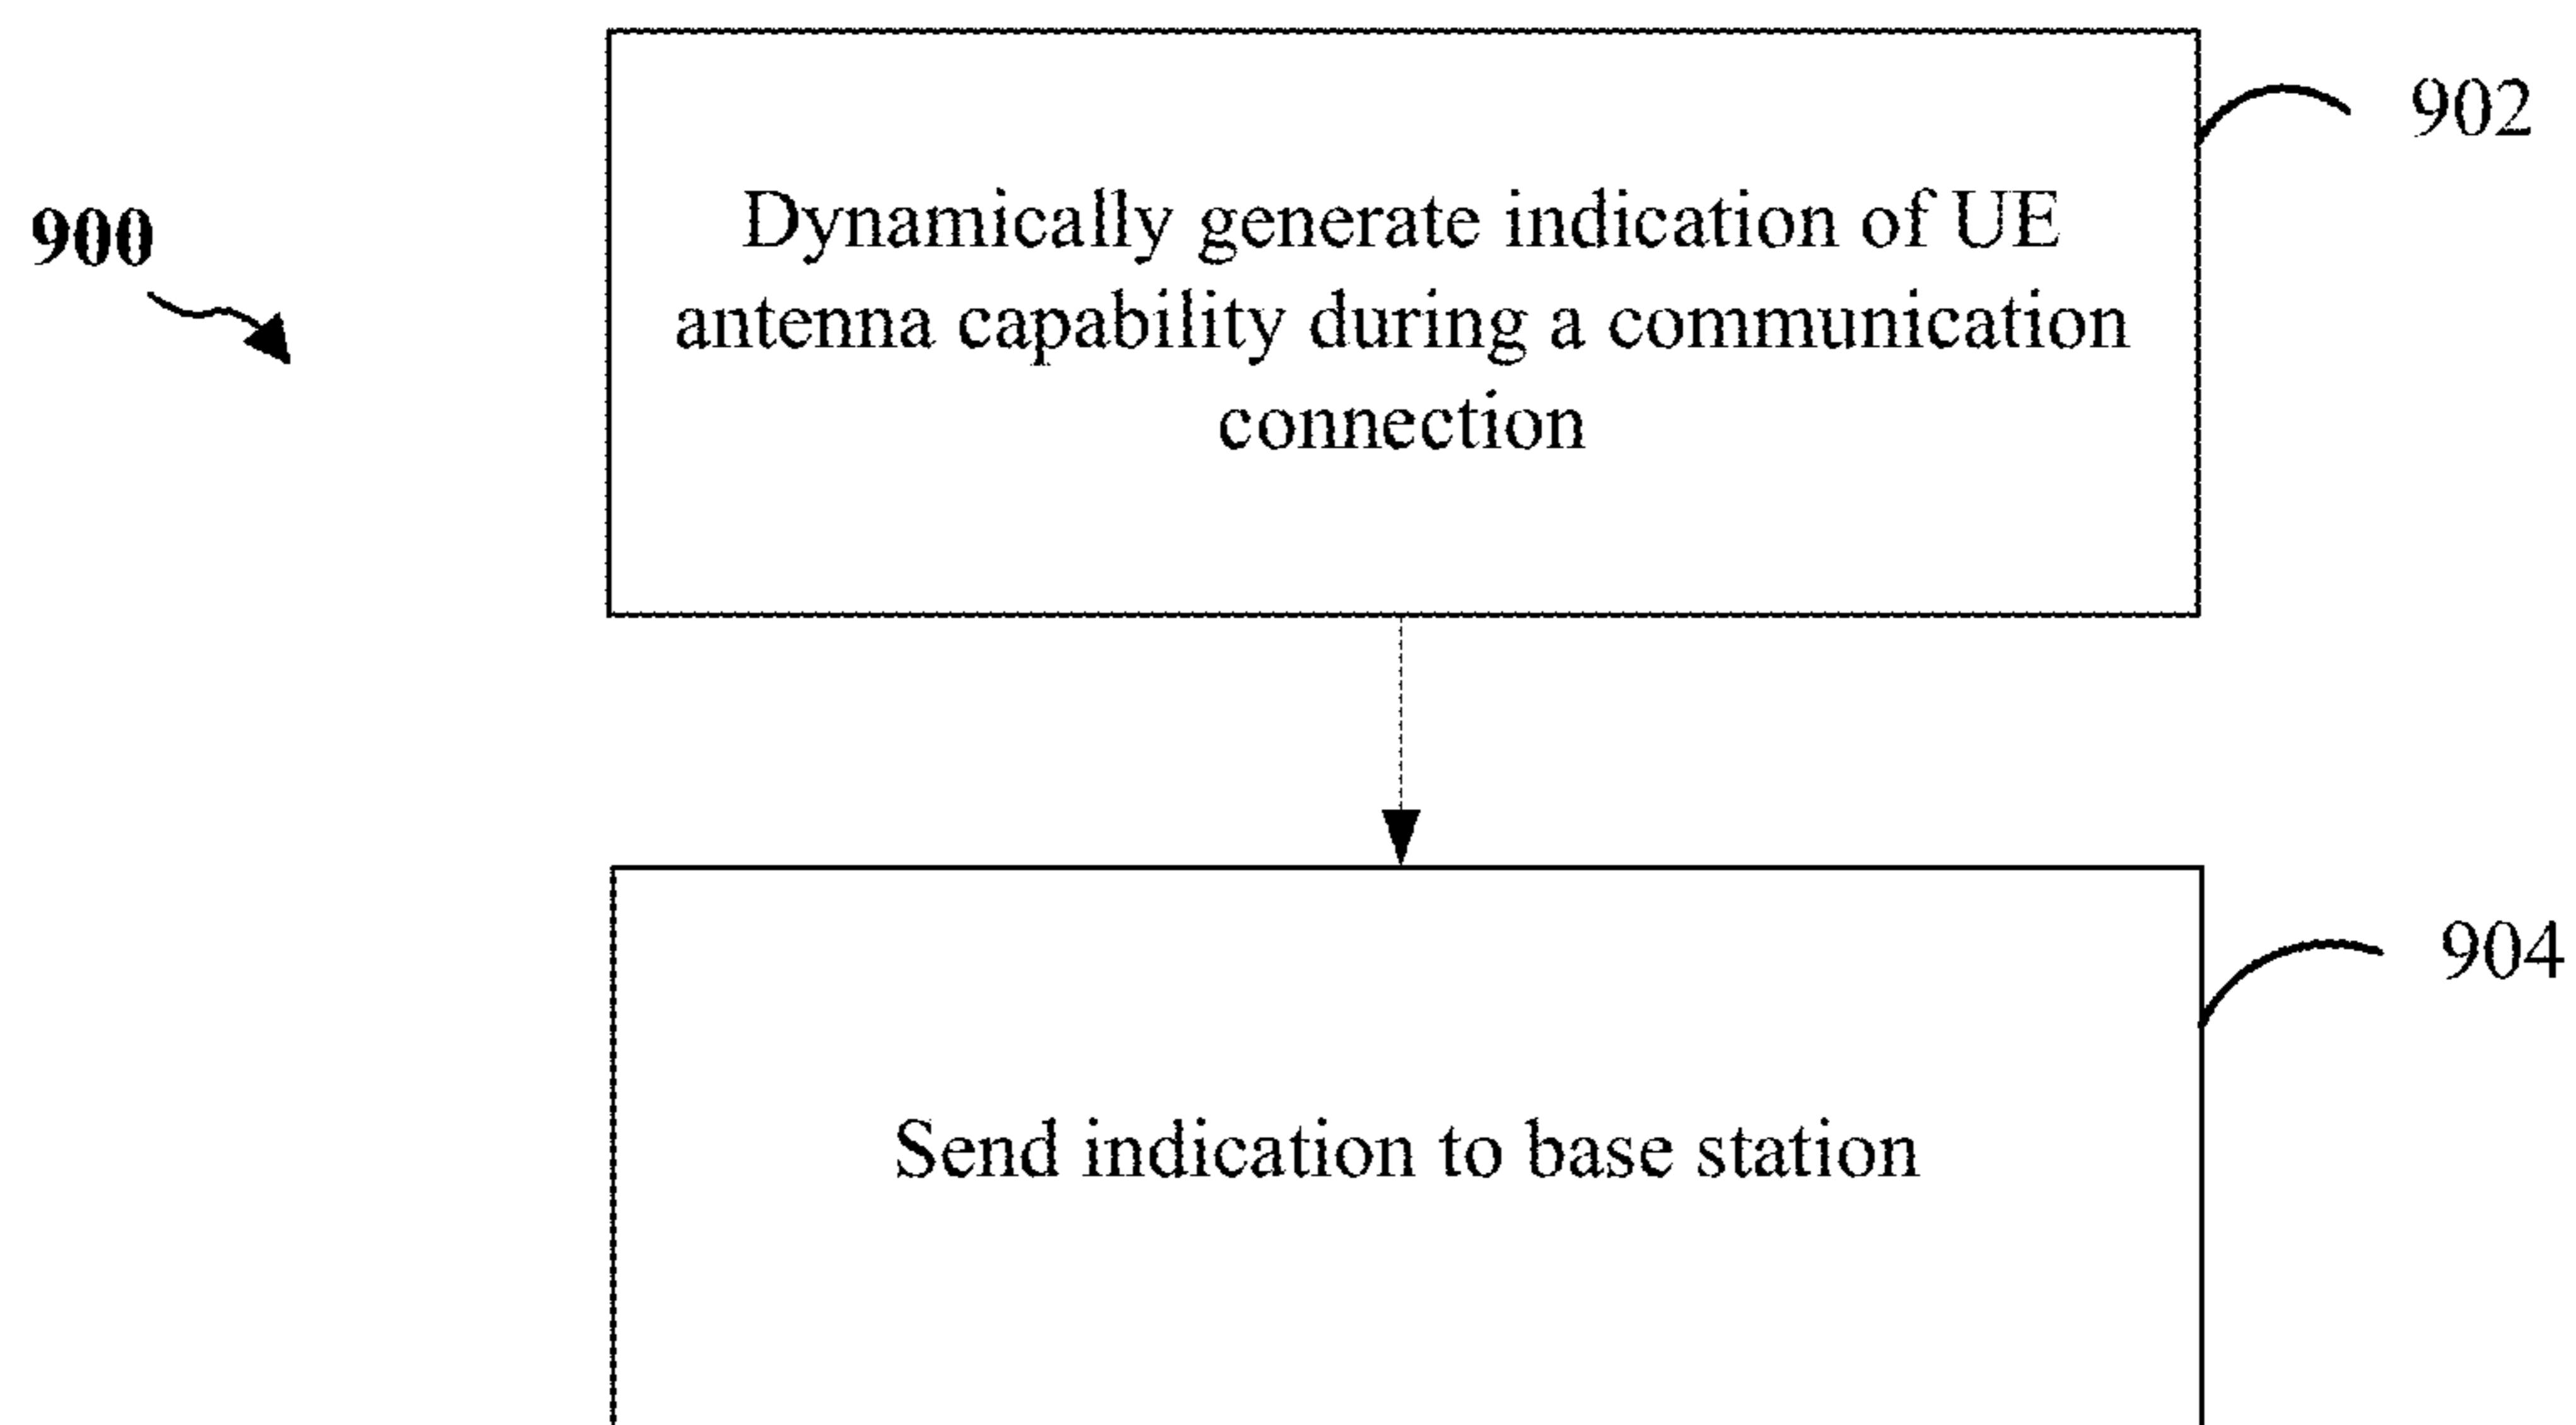 902
900
Dynamically generate indication of UE
antenna capability during a communication
connection
904
Send indication to base station